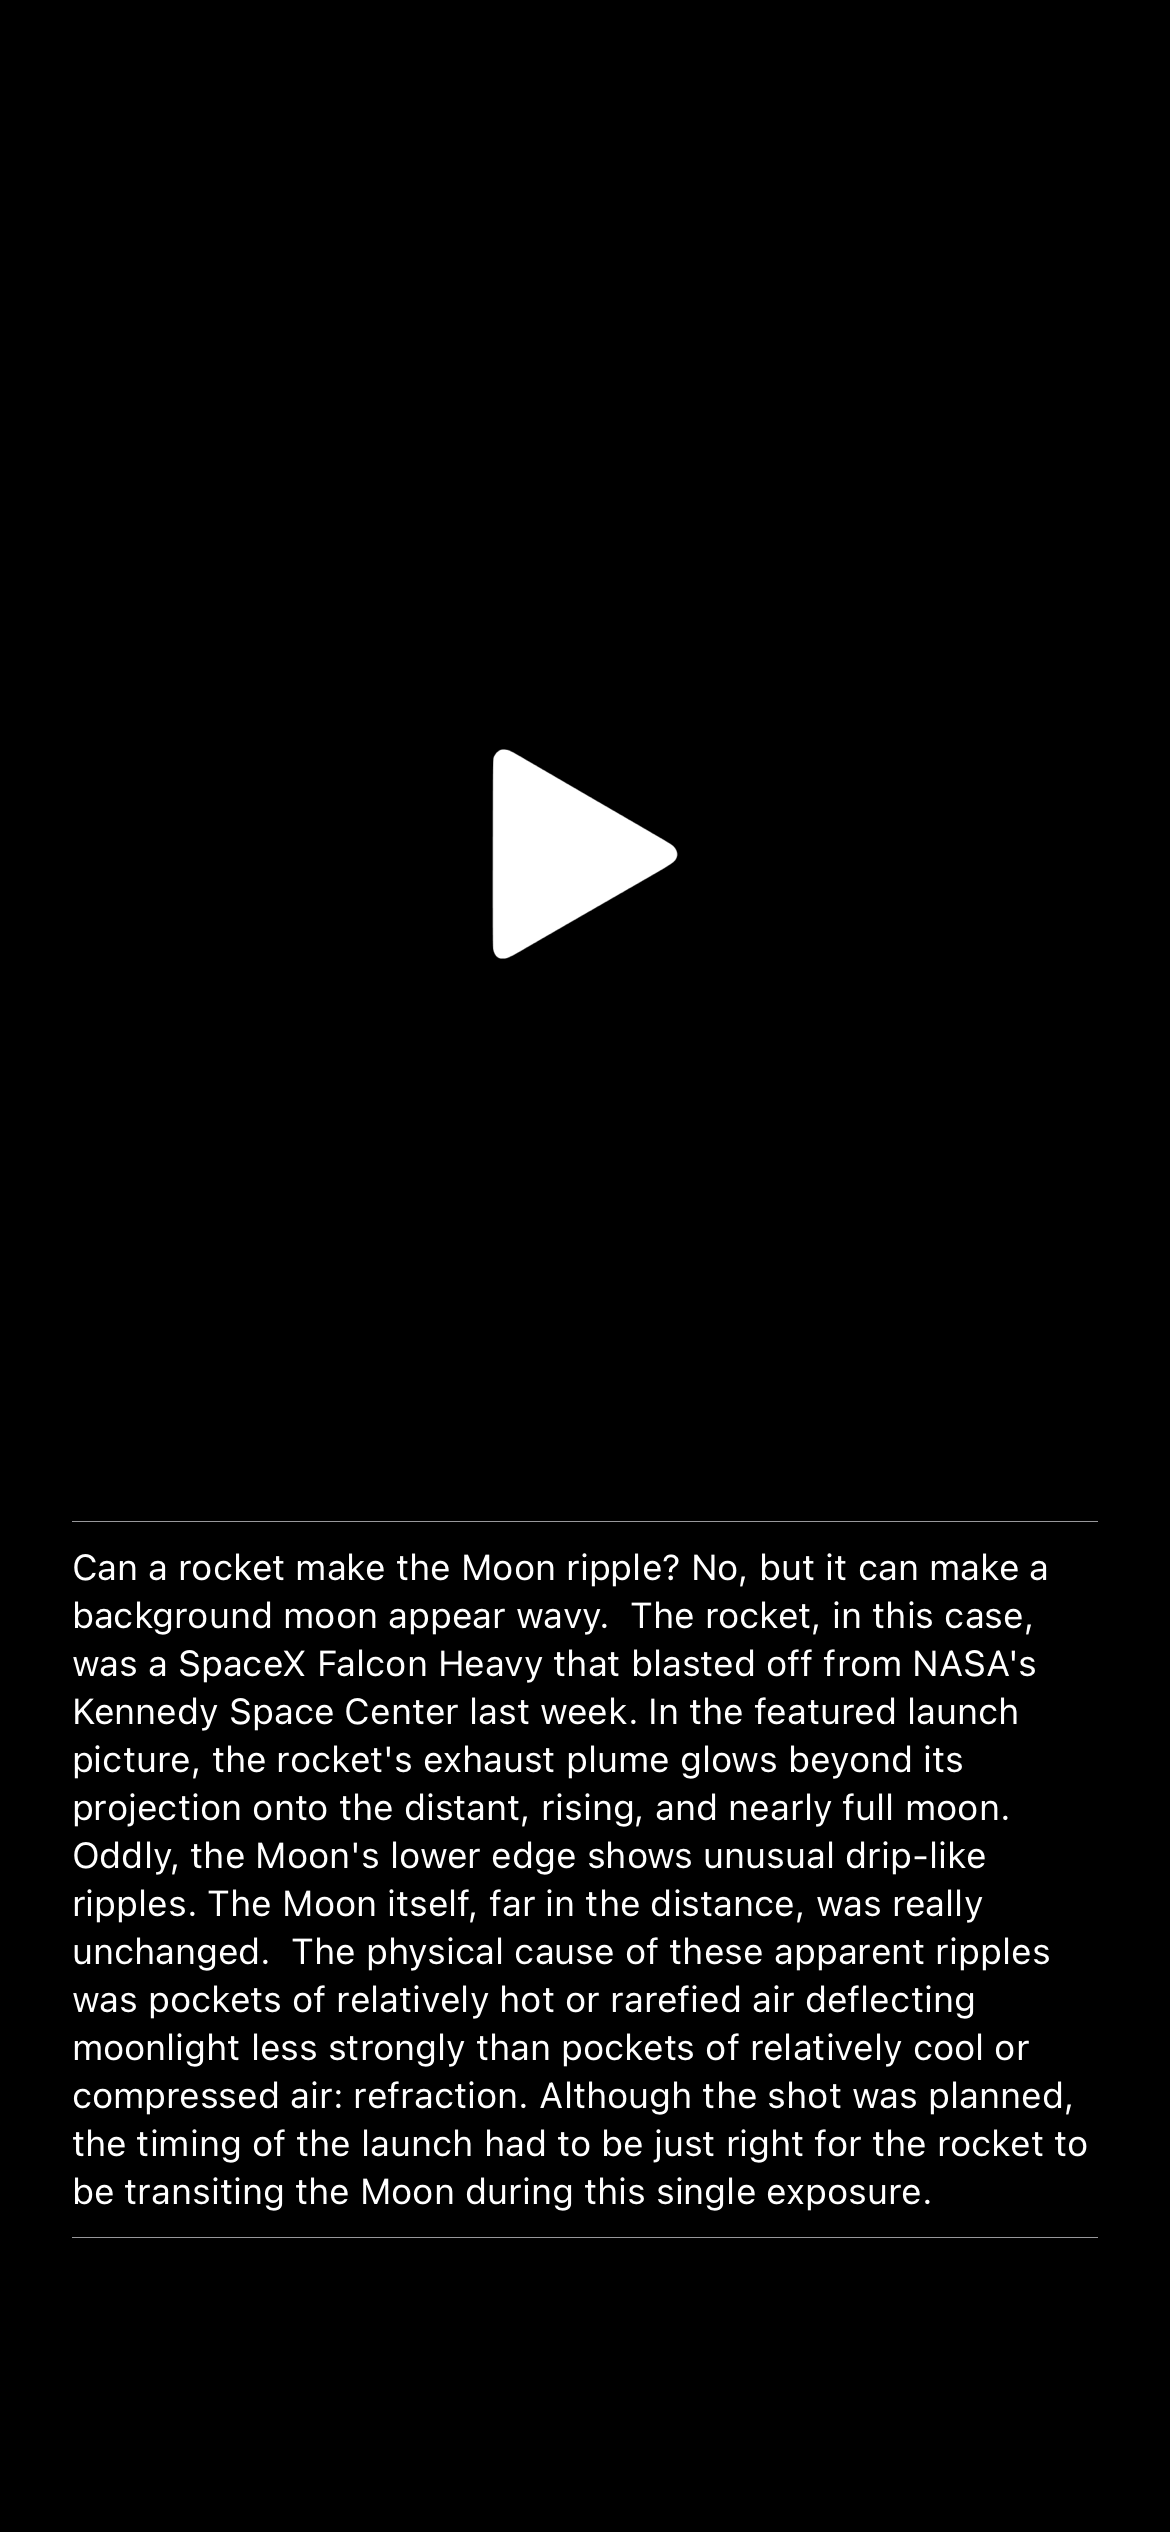 Can a rocket make the Moon ripple? No, but it can make a
background moon appear wavy.  The rocket, in this case,
was a SpaceX Falcon Heavy that blasted off from NASA's
Kennedy Space Center last week. In the featured launch
picture, the rocket's exhaust plume glows beyond its
projection onto the distant, rising, and nearly full moon.
Oddly, the Moon's lower edge shows unusual drip-like
ripples. The Moon itself, far in the distance, was really
unchanged.  The physical cause of these apparent ripples
was pockets of relatively hot or rarefied air deflecting
moonlight less strongly than pockets of relatively cool or
compressed air: refraction. Although the shot was planned,
the timing of the launch had to be just right for the rocket to
be transiting the Moon during this single exposure.